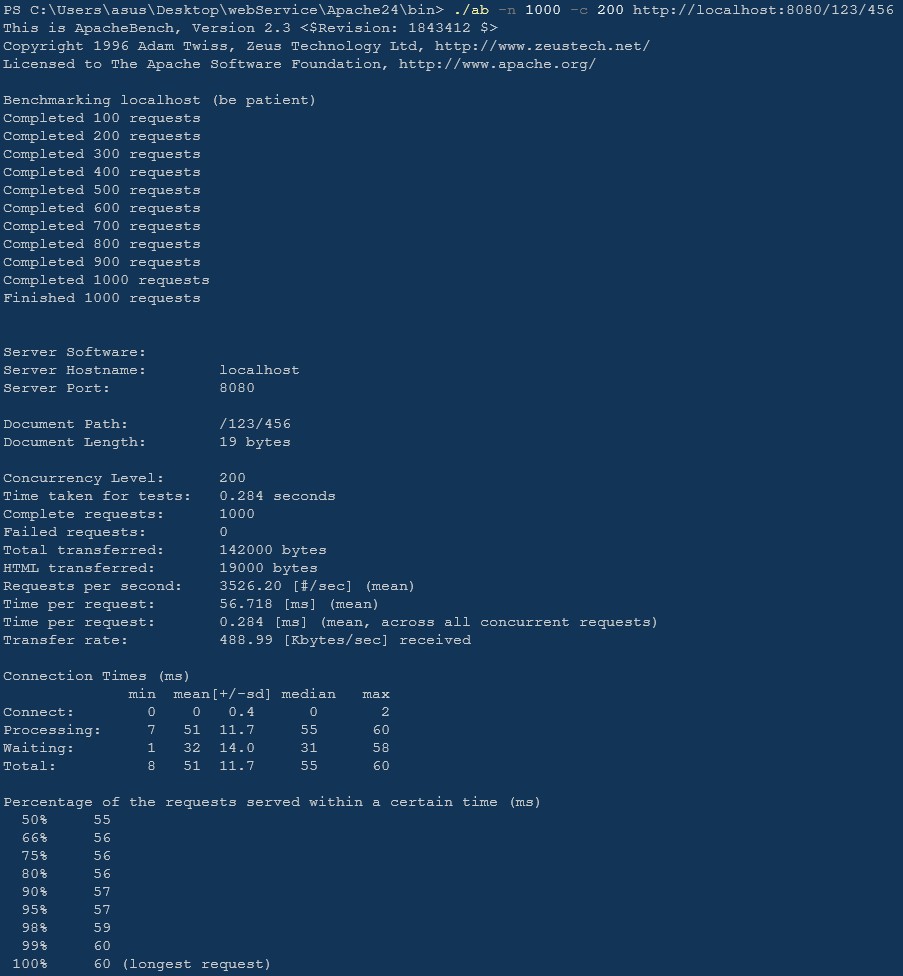 PS C:\Users\asus\Desktop\webService\Apache24\bin> ./ab -n 1000 -c 200 http://localhost:8080/123/456
This is ApacheBench, Version 2.3 <$Revision: 1843412 $>
Copyright 1996 Adam Twiss, Zeus Technology Ltd, http://www.zeustech.net/
Licensed to The Apache Software Foundation, http://www.apache.org/

Benchmarking localhost (be patient)
Completed 100 requests
Completed 200 requests
Completed 300 requests
Completed 400 requests
Completed 500 requests
Completed 600 requests
Completed 700 requests
Completed 800 requests
Completed 900 requests
Completed 1000 requests
Finished 1000 requests


Server Software:
Server Hostname:        localhost
Server Port:            8080

Document Path:          /123/456
Document Length:        19 bytes

Concurrency Level:      200
Time taken for tests:   0.284 seconds
Complete requests:      1000
Failed requests:        0
Total transferred:      142000 bytes
HTML transferred:       19000 bytes
Requests per second:    3526.20 [#/sec] (mean)
Time per request:       56.718 [ms] (mean)
Time per request:       0.284 [ms] (mean, across all concurrent requests)
Transfer rate:          488.99 [Kbytes/sec] received

Connection Times (ms)
              min  mean[+/-sd] median   max
Connect:        0    0   0.4      0       2
Processing:     7   51  11.7     55      60
Waiting:        1   32  14.0     31      58
Total:          8   51  11.7     55      60

Percentage of the requests served within a certain time (ms)
  50%     55
  66%     56
  75%     56
  80%     56
  90%     57
  95%     57
  98%     59
  99%     60
 100%     60 (longest request)